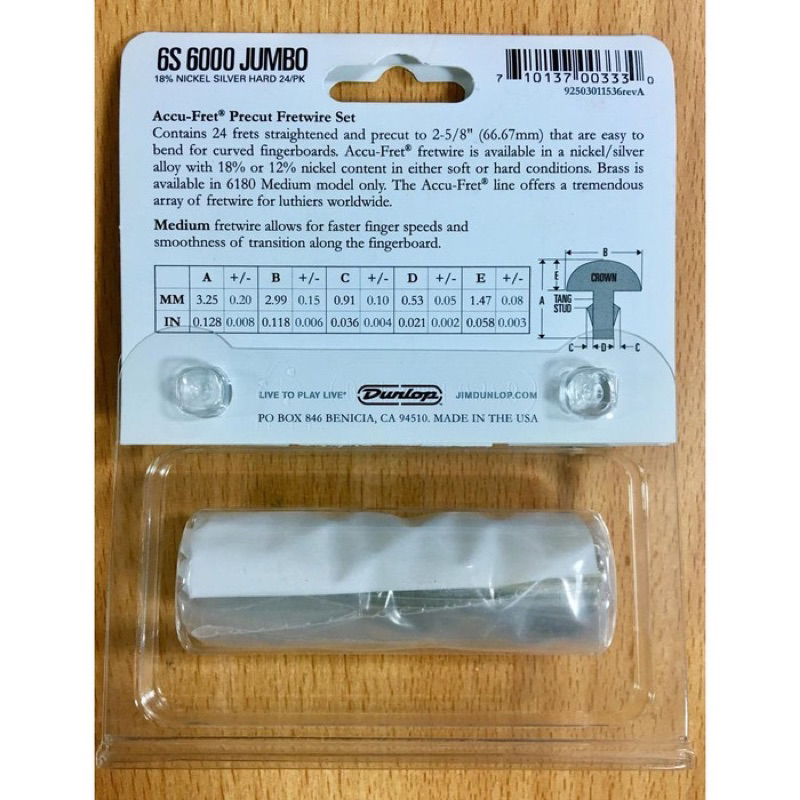 6S 6000 JUMBO
18% NICKEL SILVER HARD 24/PK
7 10137 00333 0
92503011536revA
Accu-Fret® Precut Fretwire Set
Contains 24 frets straightened and precut to 2-5/8" (66.67mm) that are easy to
bend for curved fingerboards. Accu-Fret® fretwire is available in a nickel/silver
alloy with 18% or 12% nickel content in either soft or hard conditions. Brass is
available in 6180 Medium model only. The Accu-Fret® line offers a tremendous
array of fretwire for luthiers worldwide.
Medium fretwire allows for faster finger speeds and
smoothness of transition along the fingerboard.
A +/- B +/- C +/- D +/- E +/-
MM 3.25 0.20 2.99 0.15 0.91 0.10 0.53 0.05 1.47 0.08
IN 0.128 0.008 0.118 0.006 0.036 0.004 0.021 0.002 0.058 0.003
B
E CROWN
A TANG
STUD
C D C
LIVE TO PLAY LIVE® Dunlop JIMDUNLOP.COM
PO BOX 846 BENICIA, CA 94510. MADE IN THE USA